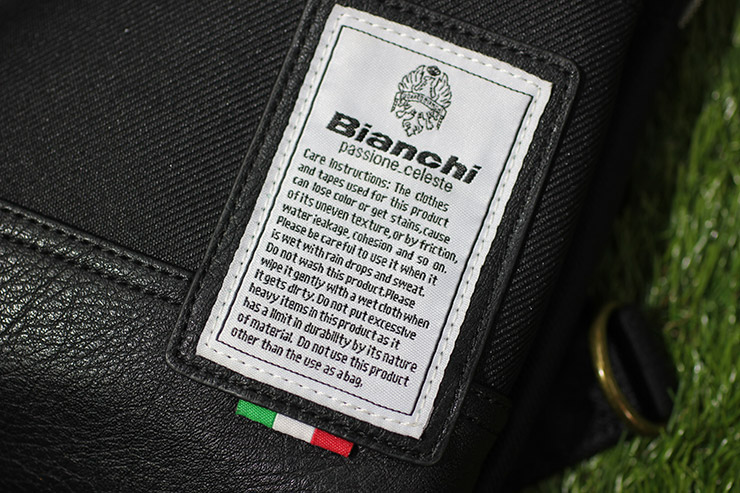 Bianchi
passione_celeste
Care Instructions: The clothes
and tapes used for this product
can lose color or get stains,cause
of its uneven texture, or by friction,
water leakage, cohesion and so on.
Please be careful to use it when it
is wet with rain drops and sweat.
Do not wash this product.Please
wipe it gently with a wet cloth when
it gets dirty. Do not put excessive
heavy items in this product as it
has a limit in durability by its nature
of material. Do not use this product
other than the use as a bag.